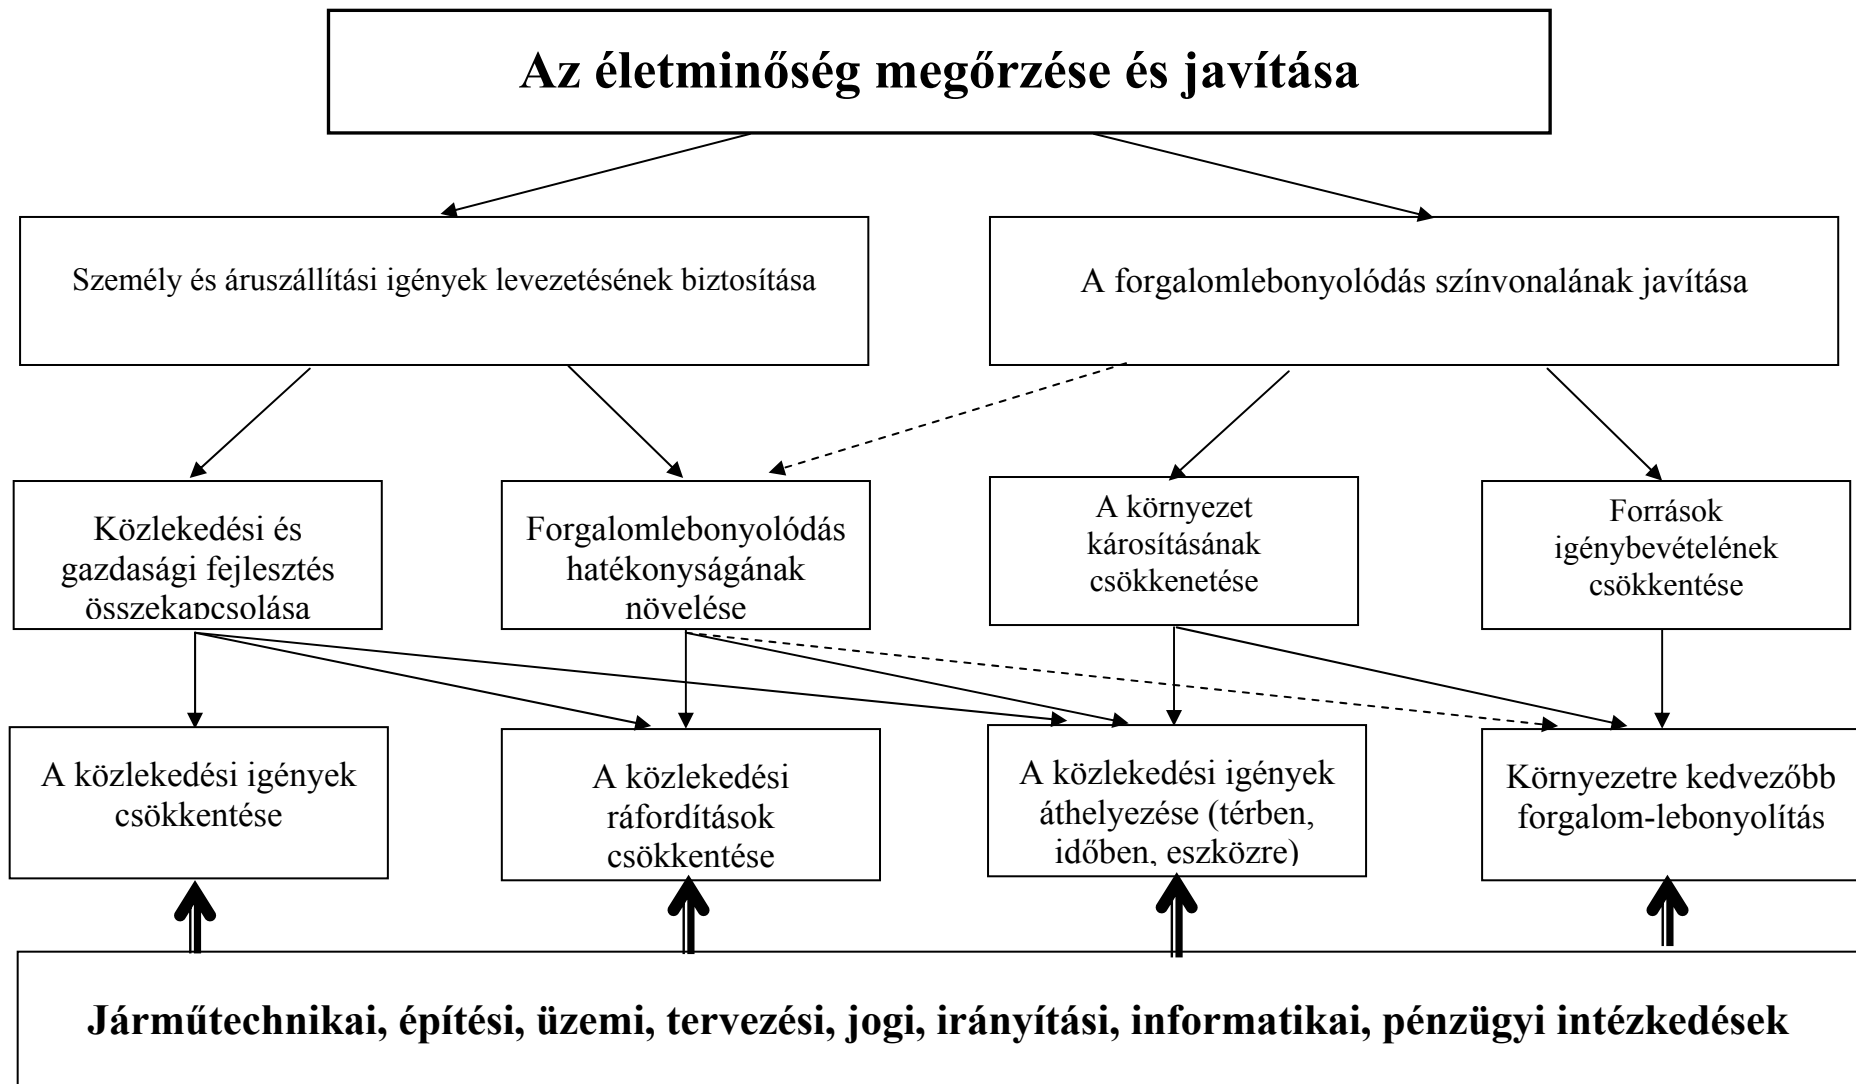 Az életminőség megőrzése és javítása
Személy és áruszállítási igények levezetésének biztosítása
A forgalomlebonyolódás színvonalának javítása
Közlekedési és
gazdasági fejlesztés
összekapcsolása
Forgalomlebonyolódás
hatékonyságának
növelése
A környezet
károsításának
csökkenetése
Források
igénybevételének
csökkentése
A közlekedési igények
csökkentése
A közlekedési
ráfordítások
csökkentése
A közlekedési igények
áthelyezése (térben,
időben, eszközre)
Környezetre kedvezőbb
forgalom-lebonyolítás
Járműtechnikai, építési, üzemi, tervezési, jogi, irányítási, informatikai, pénzügyi intézkedések